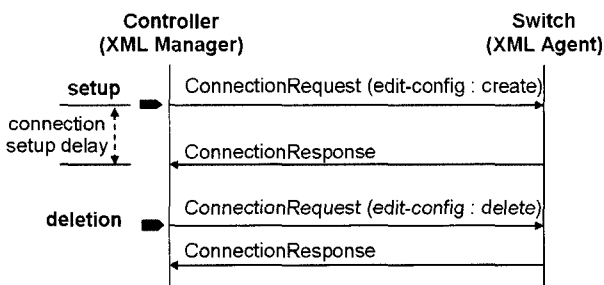 Controller
(XML Manager)
Switch
(XML Agent)
setup
ConnectionRequest (edit-config : create)
connection
setup delay
ConnectionResponse
deletion
ConnectionRequest (edit-config : delete)
ConnectionResponse